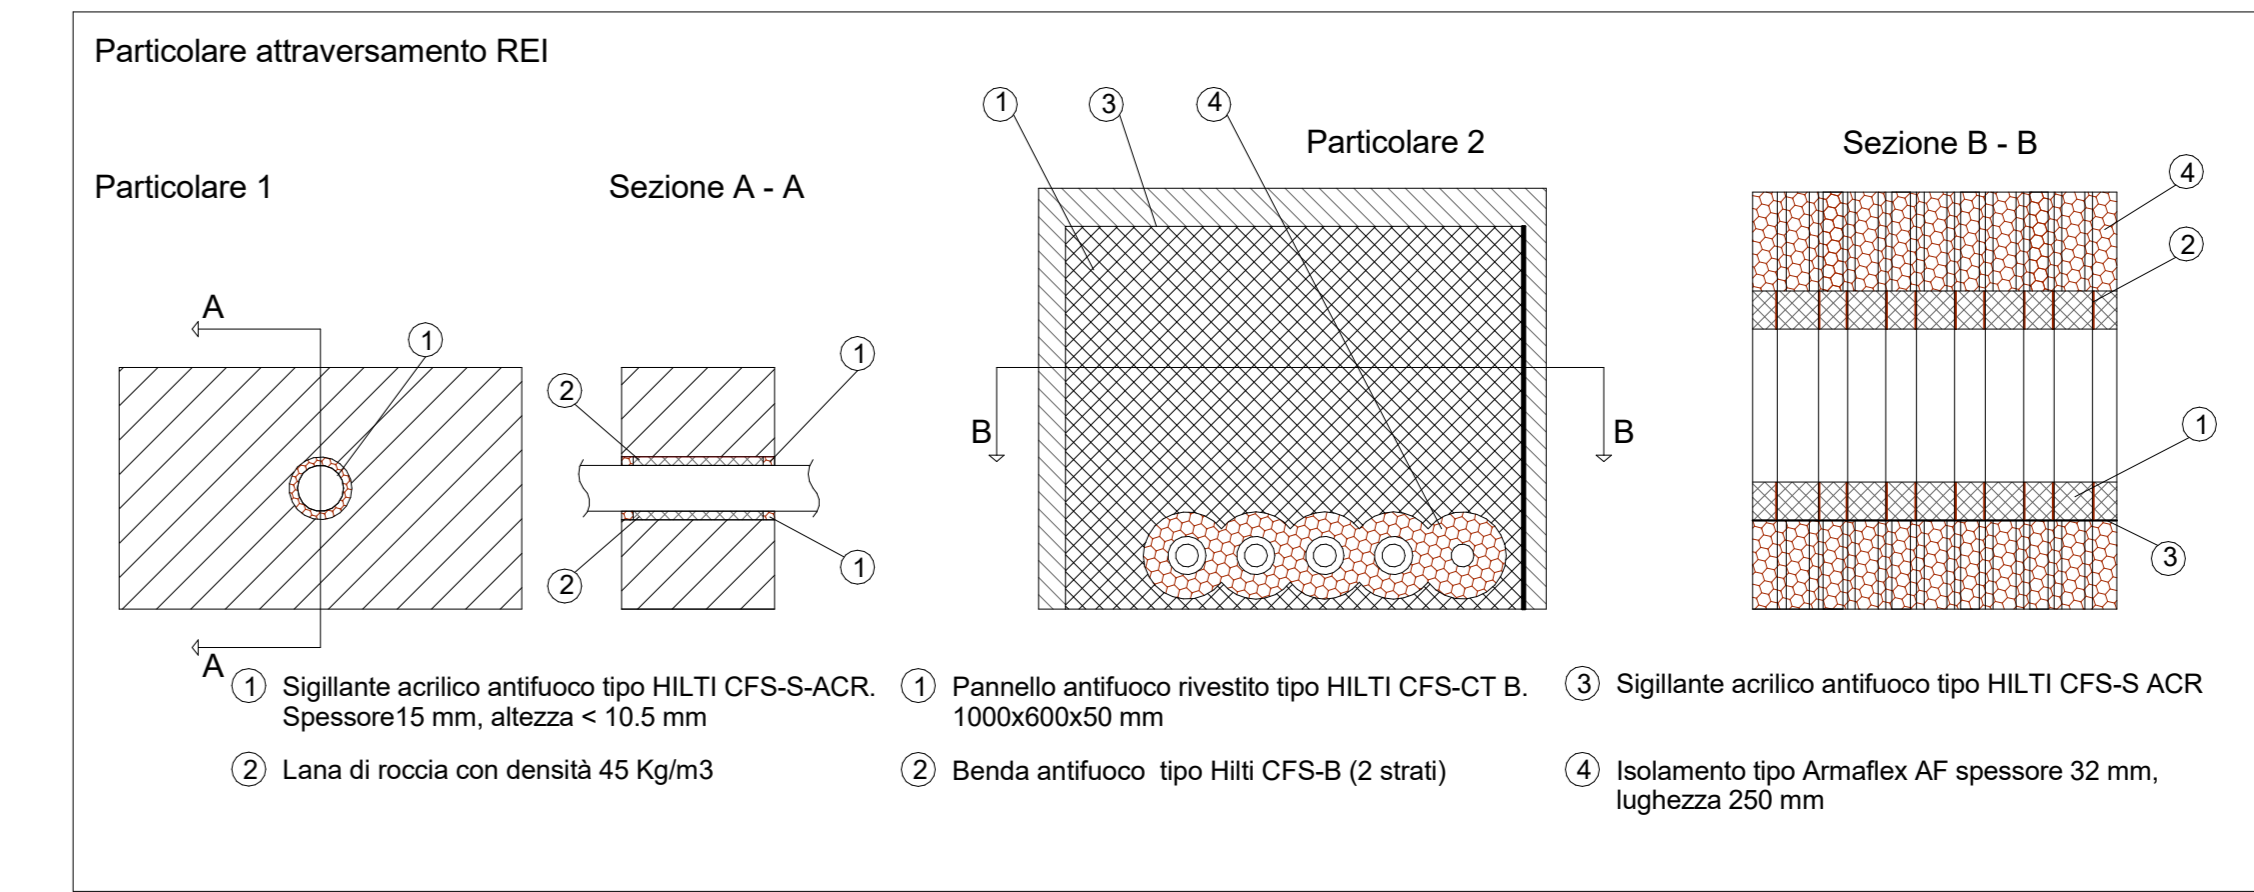 Particolare attraversamento REI
1
3
4
Particolare 2
Sezione B - B
4
Particolare 1
Sezione A - A
2
A
1
1
2
1
B
B
2
1
3
A
1 Sigillante acrilico antifuoco tipo HILTI CFS-S-ACR.
Spessore15 mm, altezza < 10.5 mm
2 Lana di roccia con densità 45 Kg/m3
1 Pannello antifuoco rivestito tipo HILTI CFS-CT B.
1000x600x50 mm
2 Benda antifuoco tipo Hilti CFS-B (2 strati)
3 Sigillante acrilico antifuoco tipo HILTI CFS-S ACR
4 Isolamento tipo Armaflex AF spessore 32 mm,
lughezza 250 mm